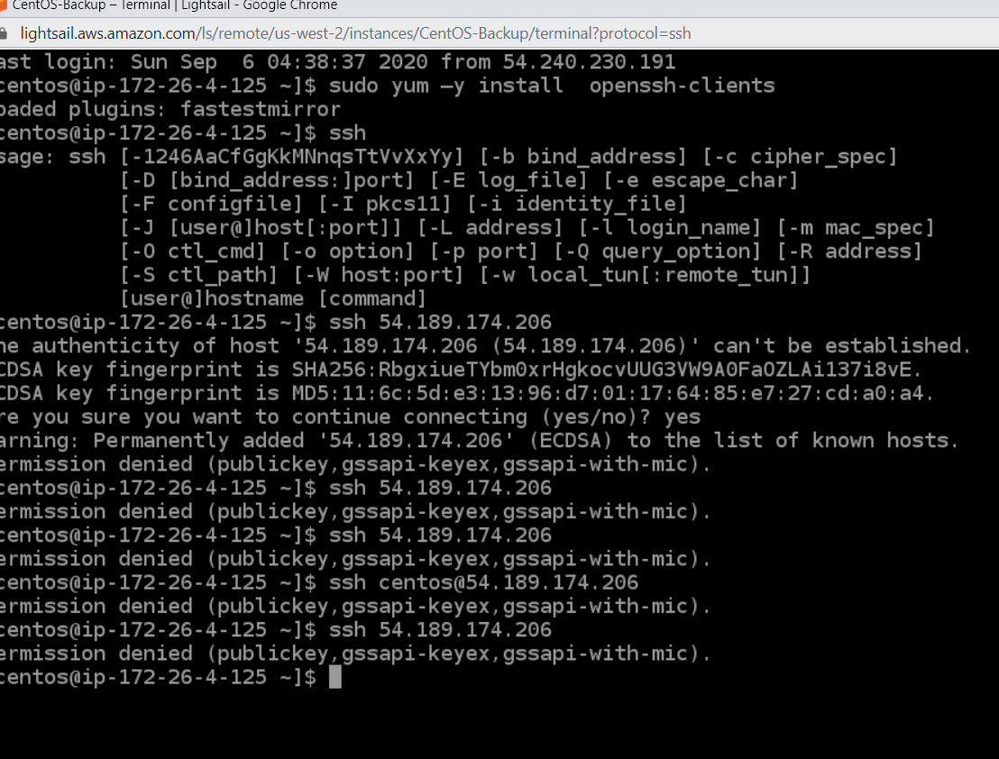 CentOS-Backup – Terminal | Lightsail - Google Chrome
lightsail.aws.amazon.com/ls/remote/us-west-2/instances/CentOS-Backup/terminal?protocol=ssh
ast login: Sun Sep  6 04:38:37 2020 from 54.240.230.191
centos@ip-172-26-4-125 ~]$ sudo yum –y install  openssh-clients
oaded plugins: fastestmirror
centos@ip-172-26-4-125 ~]$ ssh
sage: ssh [-1246AaCfGgKkMNnqsTtVvXxYy] [-b bind_address] [-c cipher_spec]
[-D [bind_address:]port] [-E log_file] [-e escape_char]
[-F configfile] [-I pkcs11] [-i identity_file]
[-J [user@]host[:port]] [-L address] [-l login_name] [-m mac_spec]
[-O ctl_cmd] [-o option] [-p port] [-Q query_option] [-R address]
[-S ctl_path] [-W host:port] [-w local_tun[:remote_tun]]
[user@]hostname [command]
centos@ip-172-26-4-125 ~]$ ssh 54.189.174.206
he authenticity of host '54.189.174.206 (54.189.174.206)' can't be established.
CDSA key fingerprint is SHA256:RbgxiueTYbm0xrHgkocvUUG3VW9A0FaOZLAi137i8vE.
CDSA key fingerprint is MD5:11:6c:5d:e3:13:96:d7:01:17:64:85:e7:27:cd:a0:a4.
re you sure you want to continue connecting (yes/no)? yes
arning: Permanently added '54.189.174.206' (ECDSA) to the list of known hosts.
ermission denied (publickey,gssapi-keyex,gssapi-with-mic).
centos@ip-172-26-4-125 ~]$ ssh 54.189.174.206
ermission denied (publickey,gssapi-keyex,gssapi-with-mic).
centos@ip-172-26-4-125 ~]$ ssh 54.189.174.206
ermission denied (publickey,gssapi-keyex,gssapi-with-mic).
centos@ip-172-26-4-125 ~]$ ssh centos@54.189.174.206
ermission denied (publickey,gssapi-keyex,gssapi-with-mic).
centos@ip-172-26-4-125 ~]$ ssh 54.189.174.206
ermission denied (publickey,gssapi-keyex,gssapi-with-mic).
centos@ip-172-26-4-125 ~]$